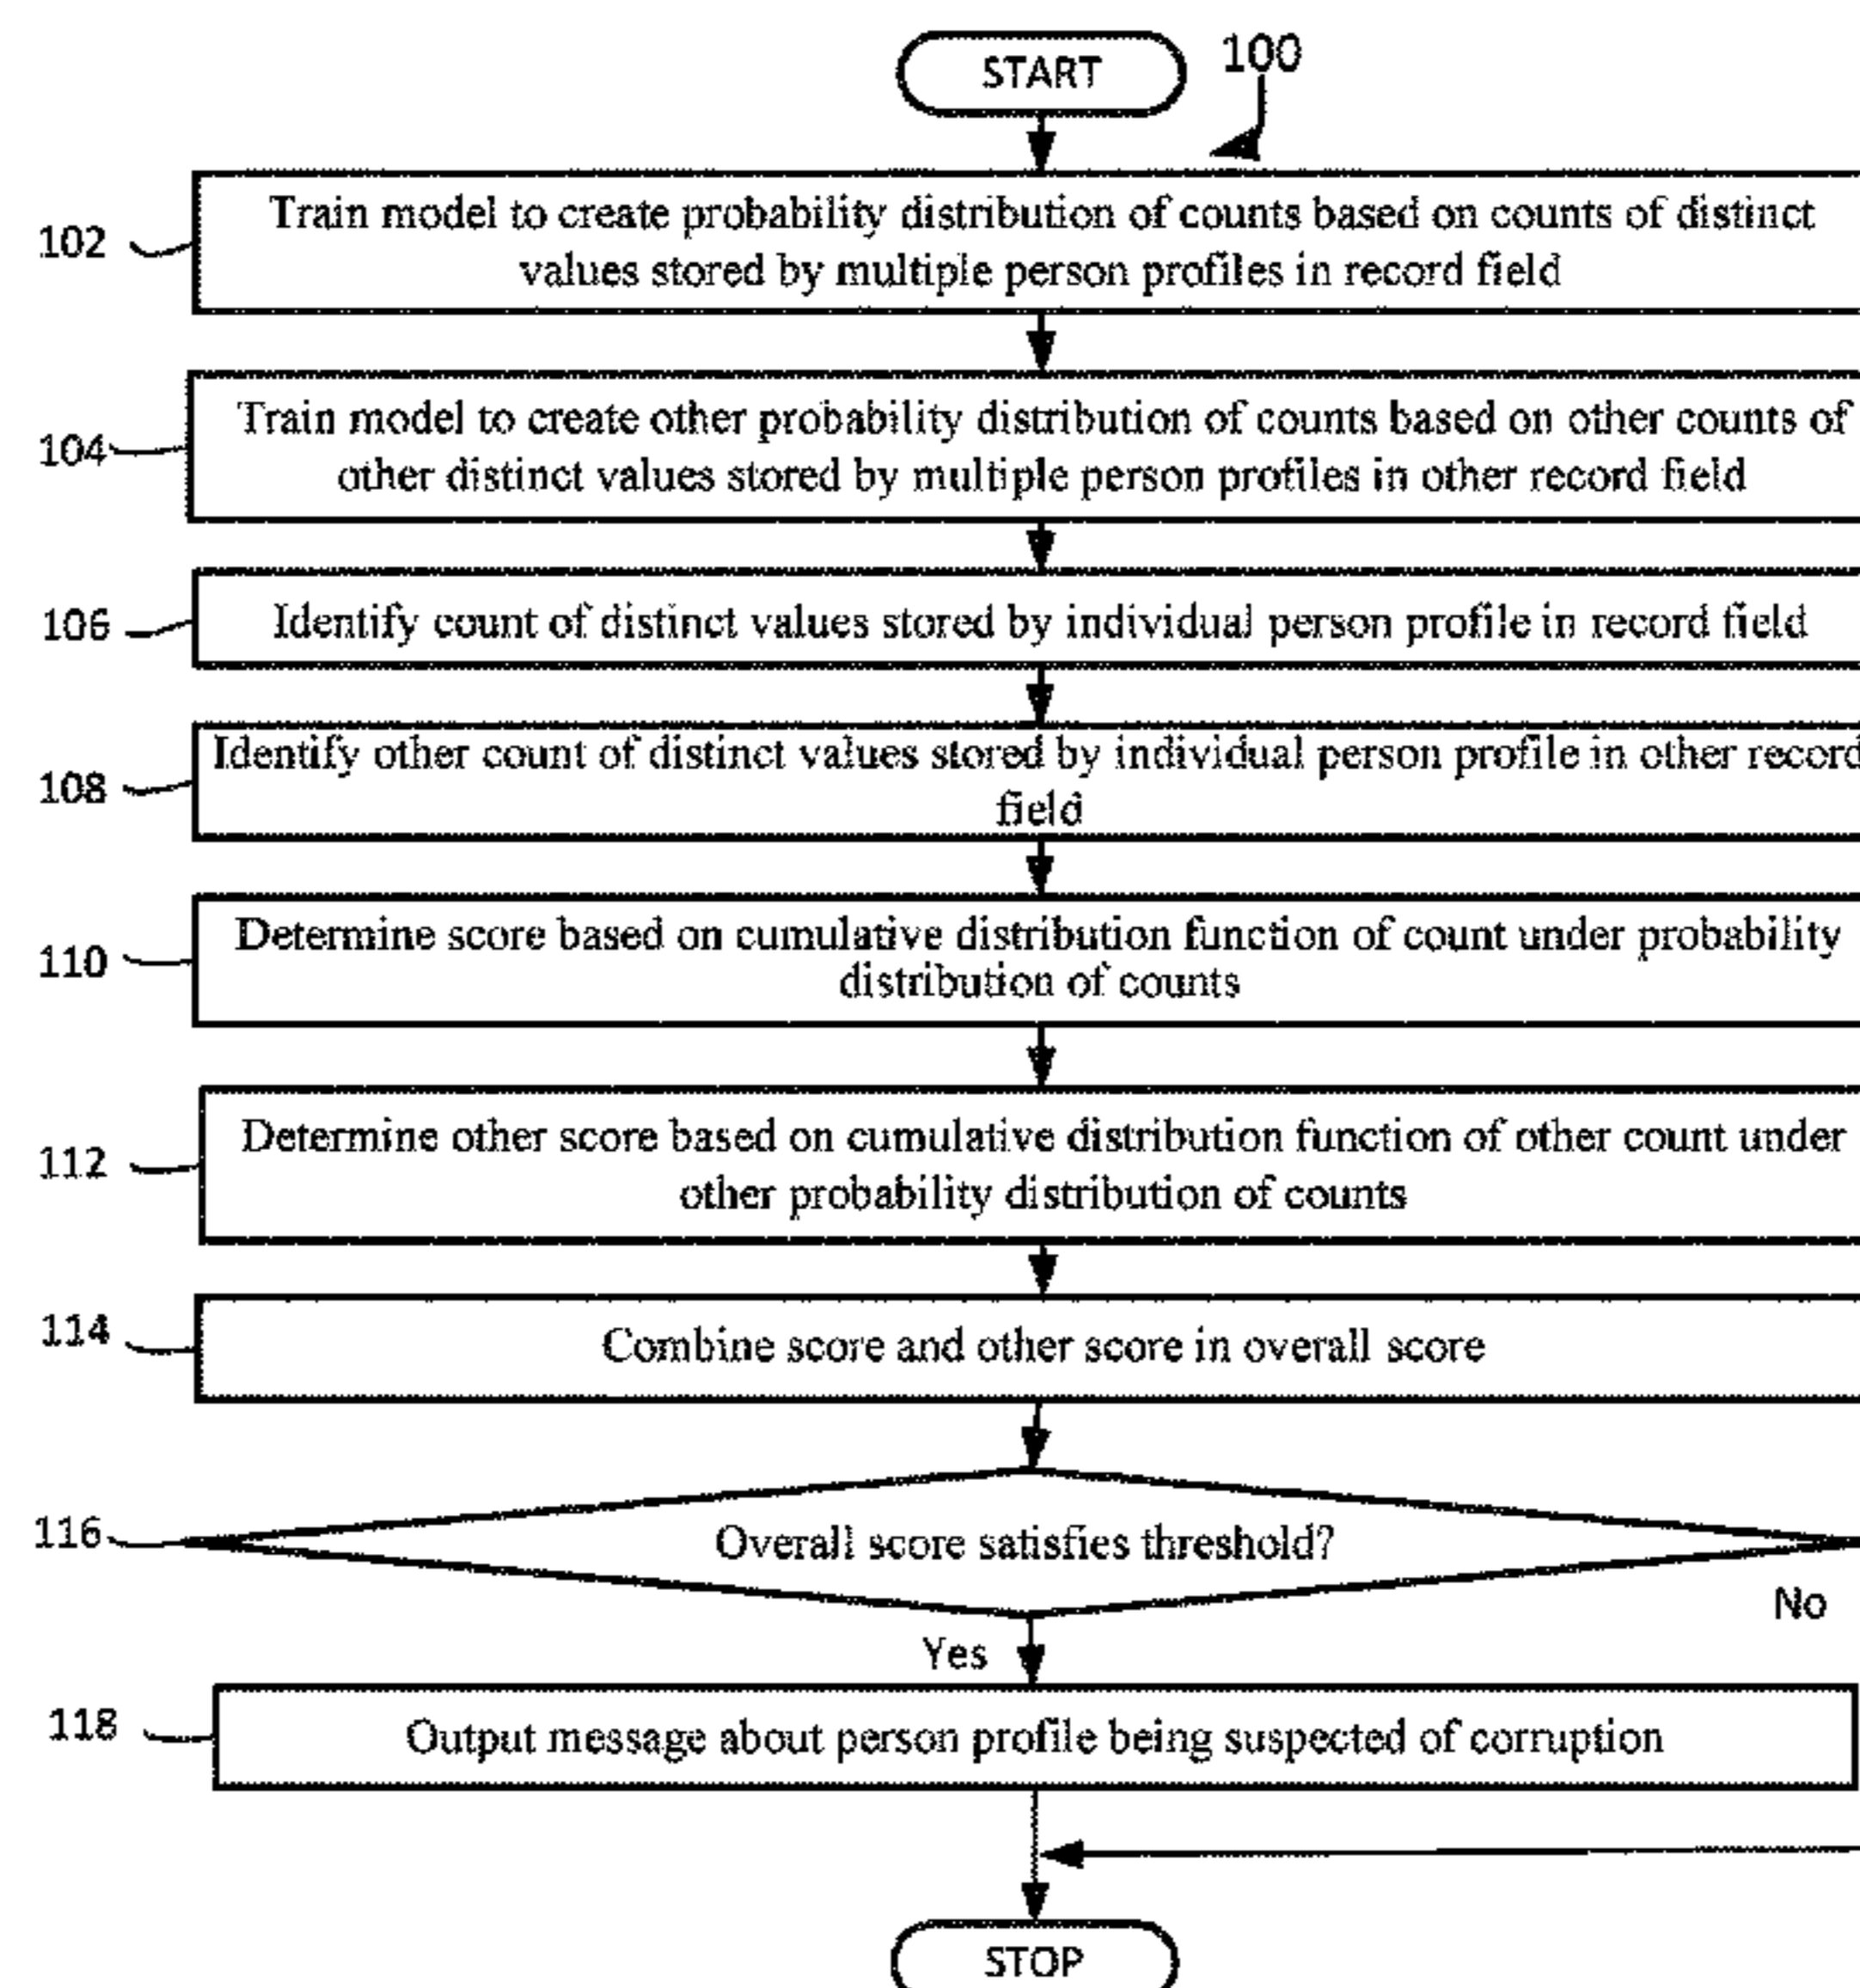 START
100
102
Train model to create probability distribution of counts based on counts of distinct
values stored by multiple person profiles in record field
104
Train model to create other probability distribution of counts based on other counts of
other distinct values stored by multiple person profiles in other record field
106
Identify count of distinct values stored by individual person profile in record field
108
Identify other count of distinct values stored by individual person profile in other record
field
110
Determine score based on cumulative distribution function of count under probability
distribution of counts
112
Determine other score based on cumulative distribution function of other count under
other probability distribution of counts
114
Combine score and other score in overall score
116
Overall score satisfies threshold?
No
Yes
118
Output message about person profile being suspected of corruption
STOP